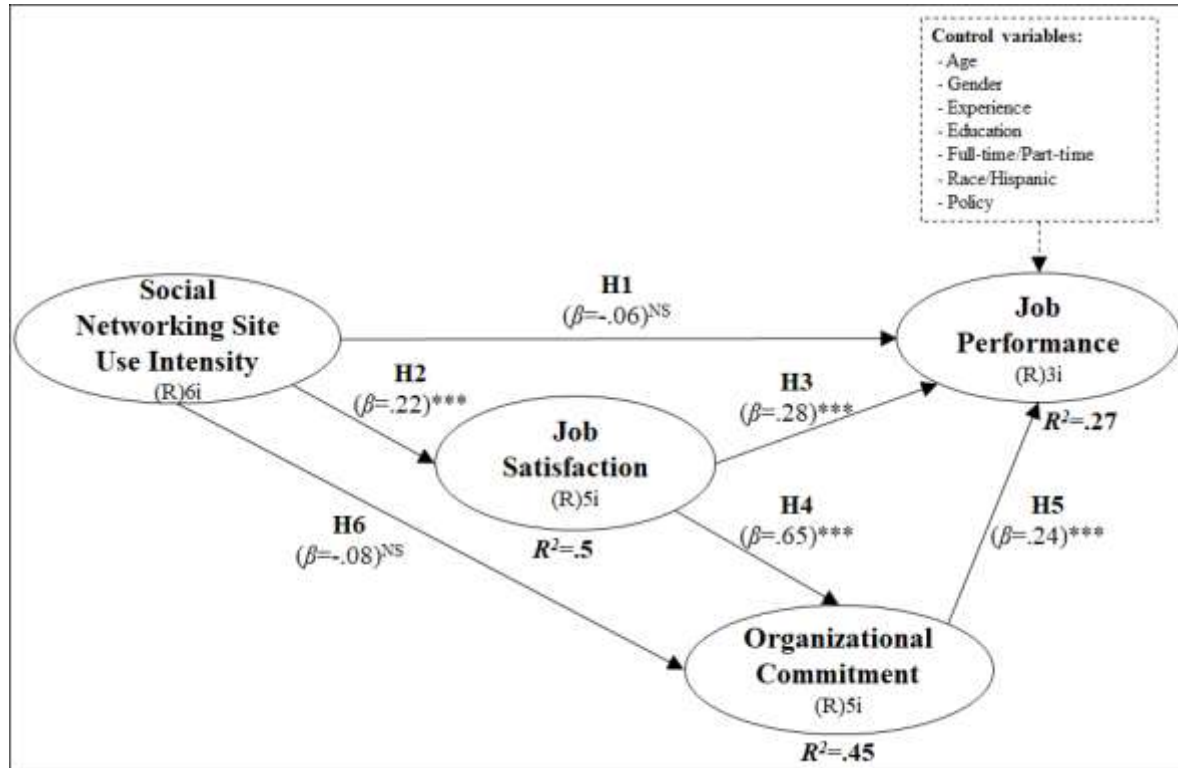 Control variables:
- Age
- Gender
- Experience
- Education
- Full-time/Part-time
- Race/Hispanic
- Policy
Social
Networking Site
Use Intensity
(R)6i
H1
(β=-.06)NS
Job
Performance
(R)3i
R²=.27
H2
(β=.22)***
H3
(β=.28)***
Job
Satisfaction
(R)5i
R²=.5
H4
(β=.65)***
H5
(β=.24)***
H6
(β=-.08)NS
Organizational
Commitment
(R)5i
R²=.45